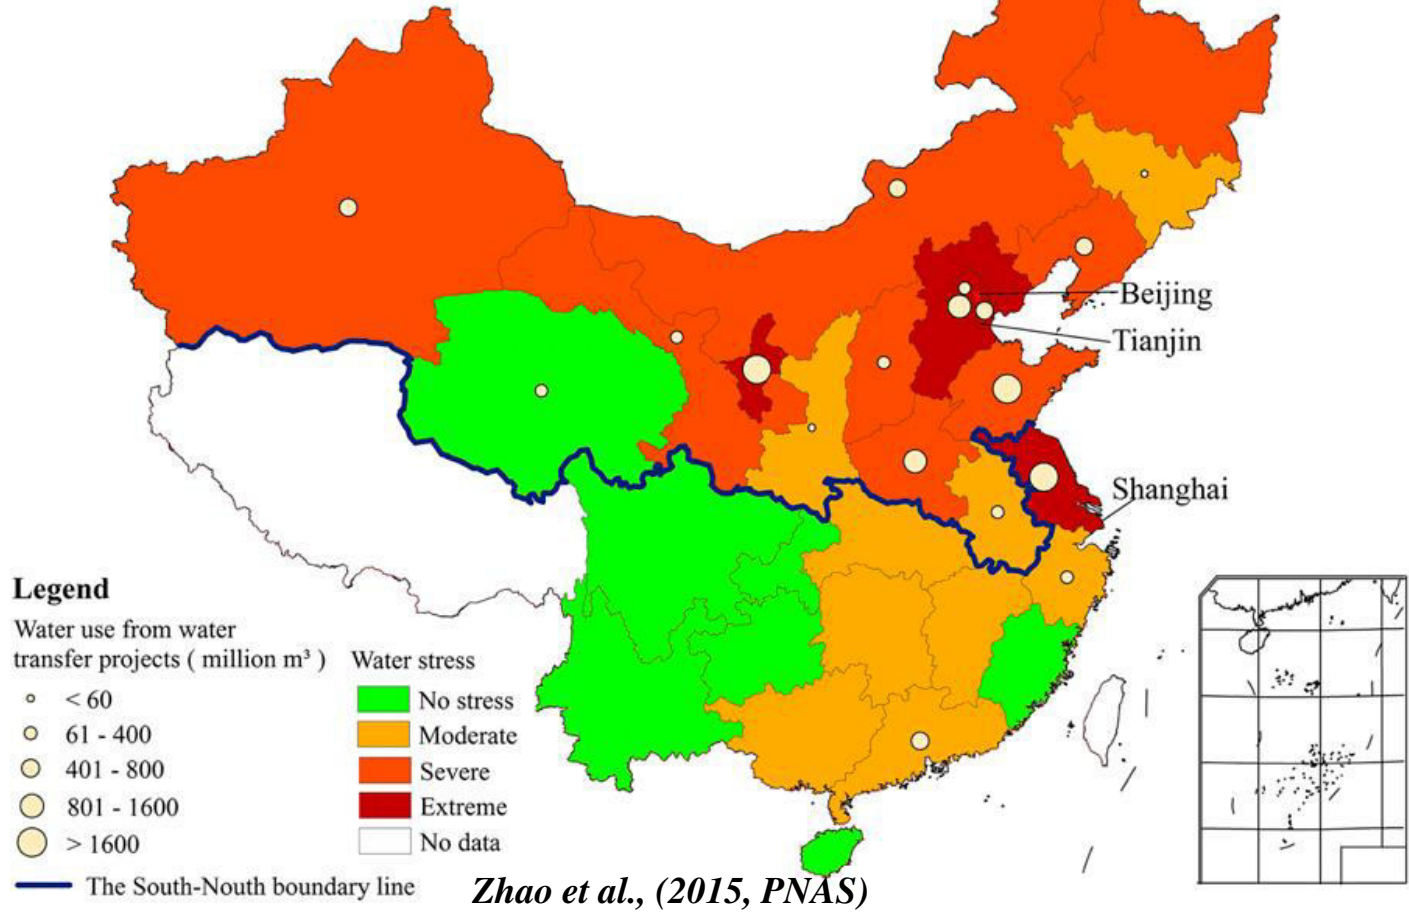 Beijing
Tianjin
Shanghai
Legend
Water use from water
transfer projects ( million m³ )
< 60
61 - 400
401 - 800
801 - 1600
> 1600
The South-Nouth boundary line
Water stress
No stress
Moderate
Severe
Extreme
No data
Zhao et al., (2015, PNAS)